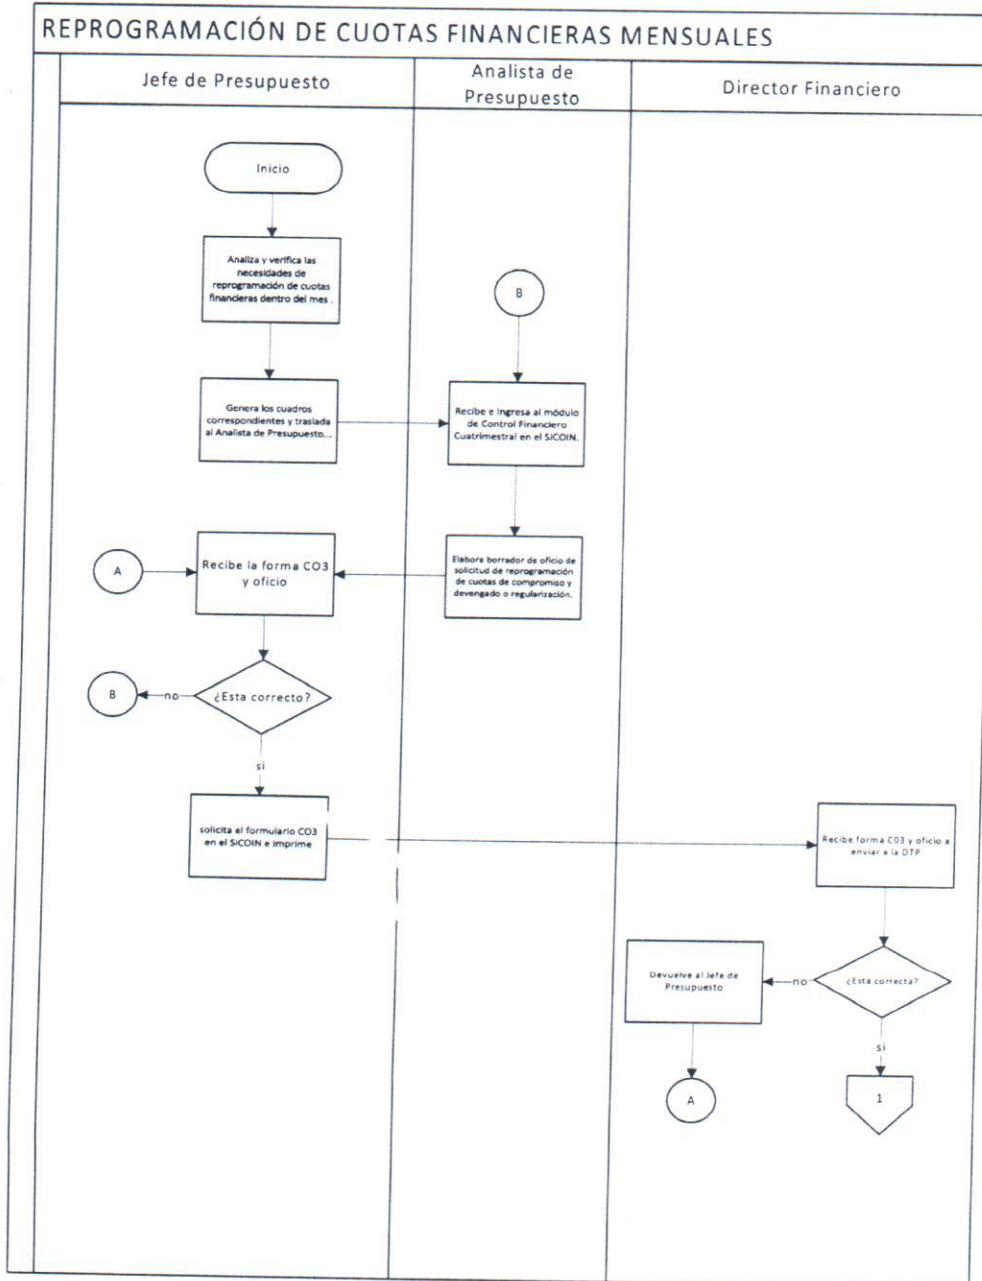 REPROGRAMACIÓN DE CUOTAS FINANCIERAS MENSUALES
Jefe de Presupuesto
Analista de
Presupuesto
Director Financiero
Inicio
Analiza y verifica las
necesidades de
reprogramación de cuotas
financieras dentro del mes .
B
Genera los cuadros
correspondientes y traslada
al Analista de Presupuesto...
Recibe e Ingresa al módulo
de Control Financiero
Cuatrimestral en el SICOIN.
Elabora borrador de oficio de
solicitud de reprogramación
de cuotas de compromiso y
devengado o regularización.
A
Recibe la forma CO3
y oficio
¿Esta correcto?
no
B
si
solicita el formulario CO3
en el SICOIN e imprime
Recibe forma C03 y oficio a
enviar a la DTP
¿Esta correcta?
no
Devuelve al Jefe de
Presupuesto
A
si
1